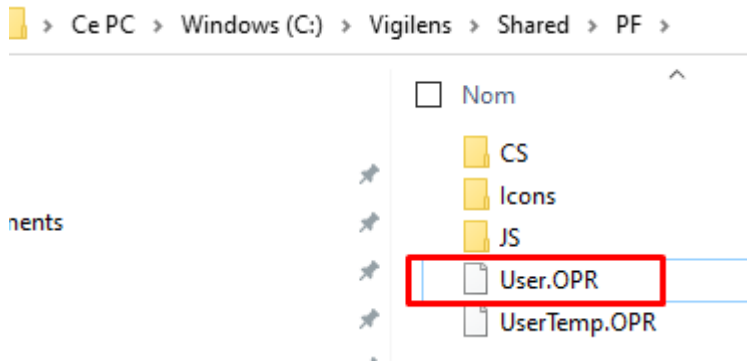 Ce PC > Windows (C:) > Vigilens > Shared > PF >
Nom
CS
Icons
nents
JS
User.OPR
UserTemp.OPR